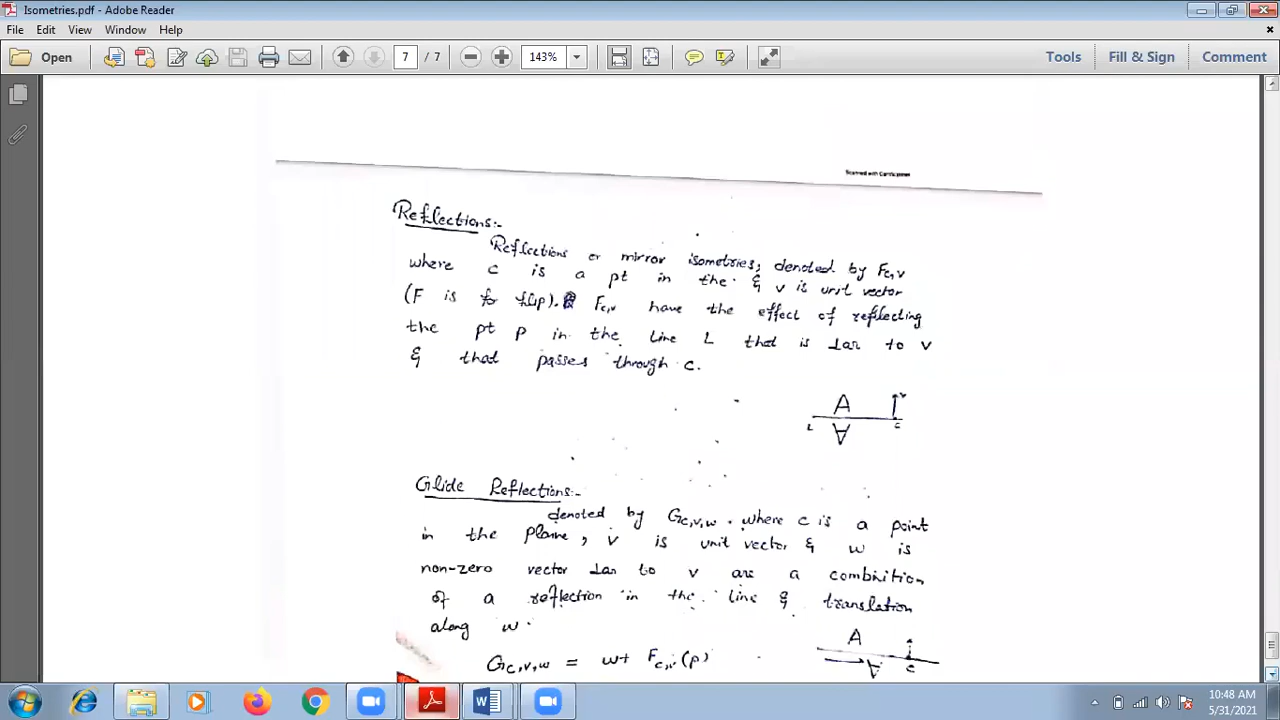 Isometries.pdf - Adobe Reader
File Edit View Window Help
Open 7 / 7 143% Tools Fill & Sign Comment
Scanned with CamScanner
Reflections:-
Reflections or mirror isometries, denoted by Fc,v
where c is a pt in the & v is unit vector
(F is for flip). Fc,v have the effect of reflecting
the pt P in the line L that is ⊥ar to v
& that passes through c.
A v
L c
∀
Glide Reflections:-
denoted by Gc,v,w . where c is a point
in the plane, v is unit vector & w is
non-zero vector ⊥ar to v are a combinition
of a reflection in the line & translation
along w.
A
∀ c
Gc,v,w = w+ Fc,v (p)
10:48 AM
5/31/2021